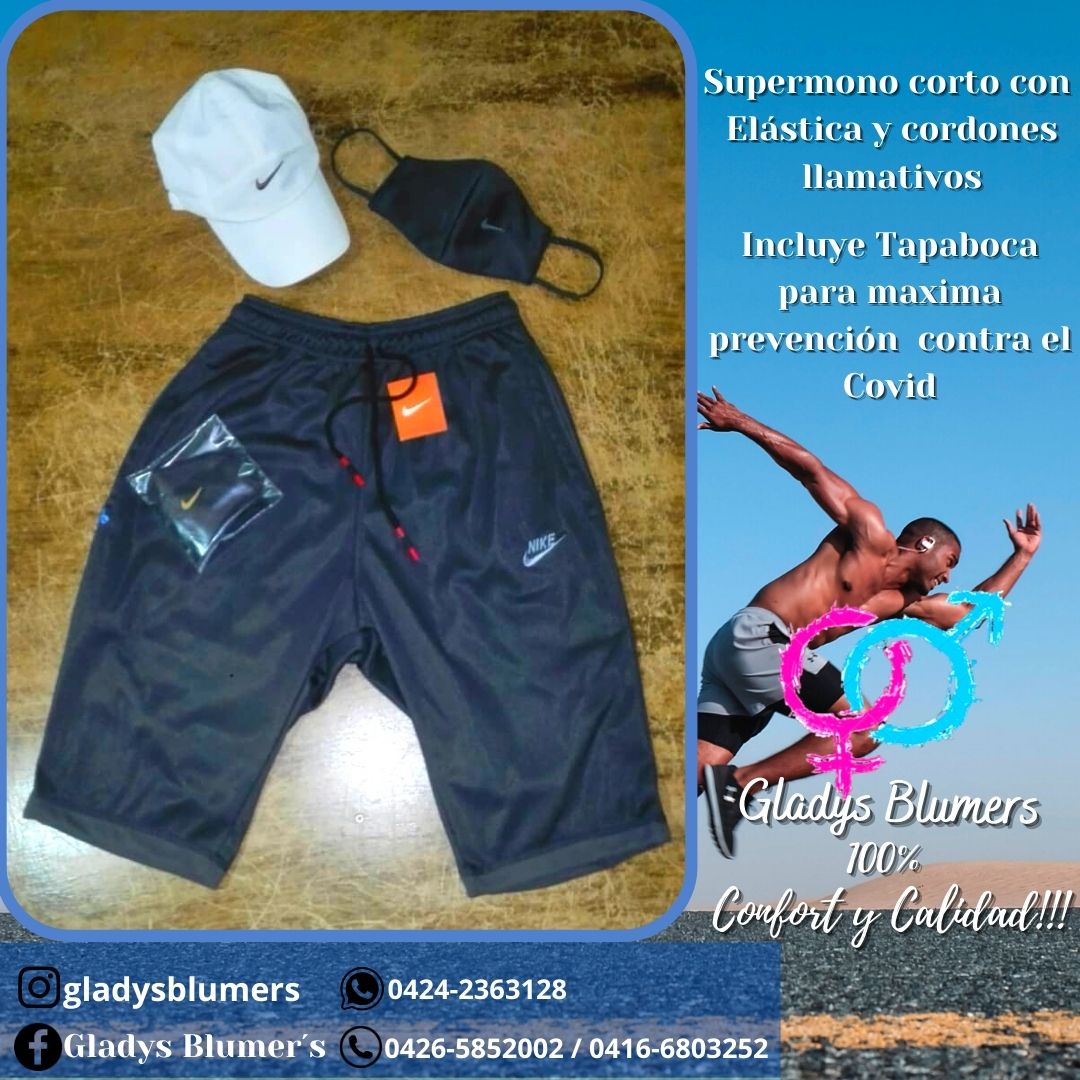 Supermono corto con
Elástica y cordones
llamativos
Incluye Tapaboca
para maxima
prevención contra el
Covid
NIKE
Gladys Blumers
100%
Confort y Calidad!!!
gladysblumers
0424-2363128
Gladys Blumer´s
0426-5852002 / 0416-6803252